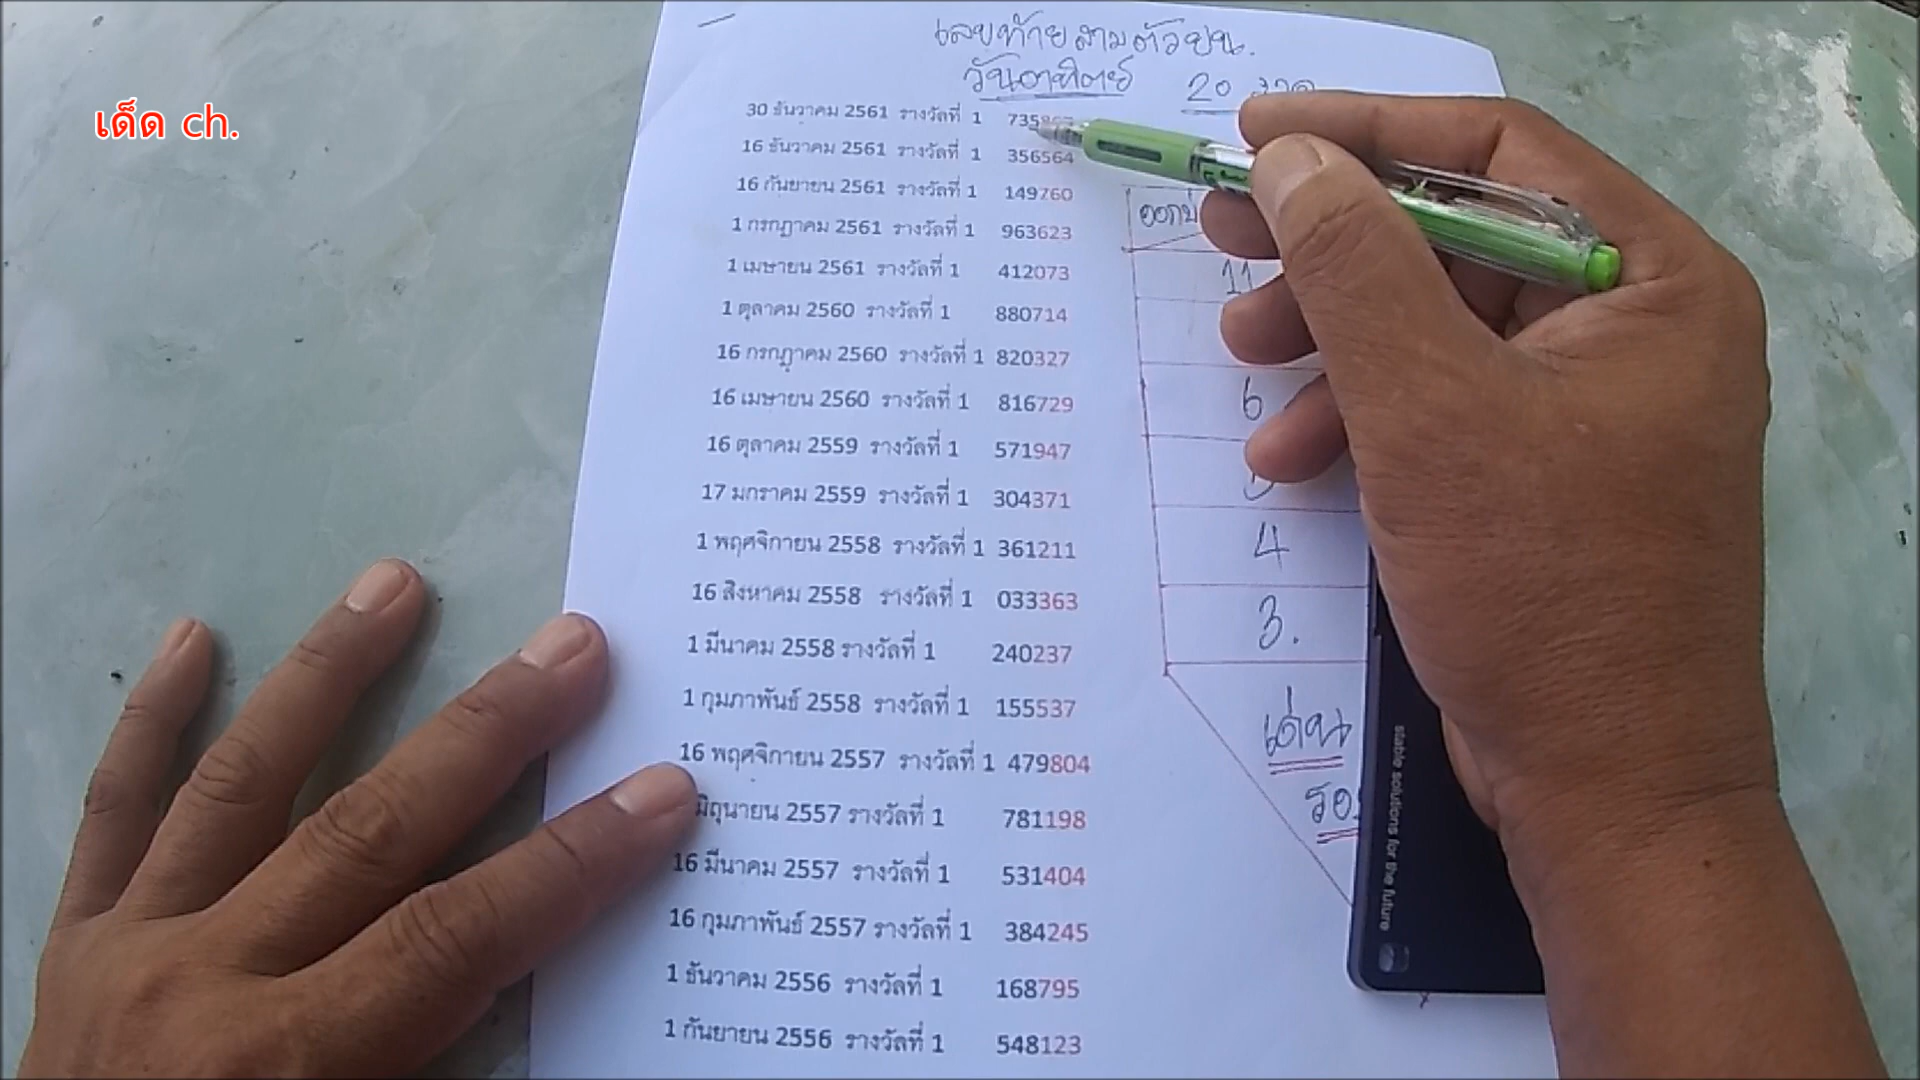 เด็ด ch.
เลขท้ายสามตัวบน.
วันอาทิตย์ 20 งวด
30 ธันวาคม 2561 รางวัลที่ 1 735867
16 ธันวาคม 2561 รางวัลที่ 1 356564
16 กันยายน 2561 รางวัลที่ 1 149760
1 กรกฎาคม 2561 รางวัลที่ 1 963623
1 เมษายน 2561 รางวัลที่ 1 412073
1 ตุลาคม 2560 รางวัลที่ 1 880714
16 กรกฎาคม 2560 รางวัลที่ 1 820327
16 เมษายน 2560 รางวัลที่ 1 816729
16 ตุลาคม 2559 รางวัลที่ 1 571947
17 มกราคม 2559 รางวัลที่ 1 304371
1 พฤศจิกายน 2558 รางวัลที่ 1 361211
16 สิงหาคม 2558 รางวัลที่ 1 033363
1 มีนาคม 2558 รางวัลที่ 1 240237
1 กุมภาพันธ์ 2558 รางวัลที่ 1 155537
16 พฤศจิกายน 2557 รางวัลที่ 1 479804
มิถุนายน 2557 รางวัลที่ 1 781198
16 มีนาคม 2557 รางวัลที่ 1 531404
16 กุมภาพันธ์ 2557 รางวัลที่ 1 384245
1 ธันวาคม 2556 รางวัลที่ 1 168795
1 กันยายน 2556 รางวัลที่ 1 548123
11
6
4
3.
เด่น
stable solutions for the future